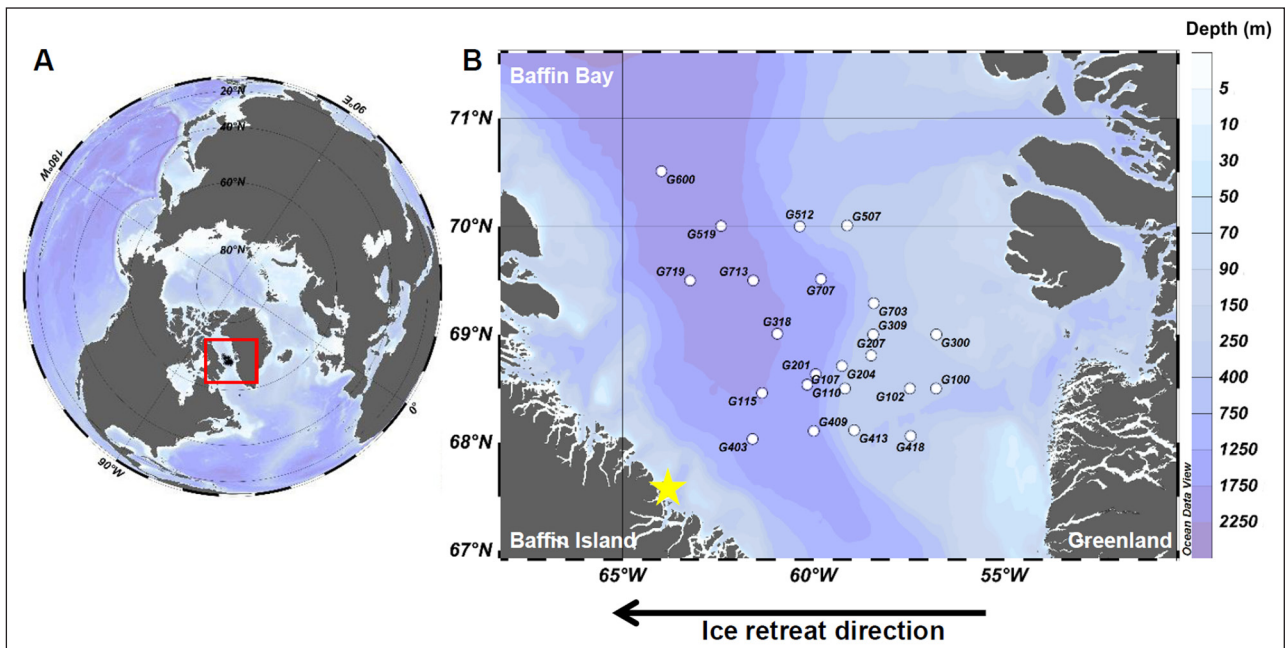 A
20°N
40°N
60°N
80°N
90°E
180°W
90°W
0°
B
Depth (m)
Baffin Bay
71°N
70°N
69°N
68°N
67°N
G600
G512
G507
G519
G719
G713
G707
G703
G318
G309
G300
G207
G201
G204
G107
G110
G102
G100
G115
G409
G403
G413
G418
Baffin Island
Greenland
Ocean Data View
65°W
60°W
55°W
5
10
30
50
70
90
150
250
400
750
1250
1750
2250
Ice retreat direction